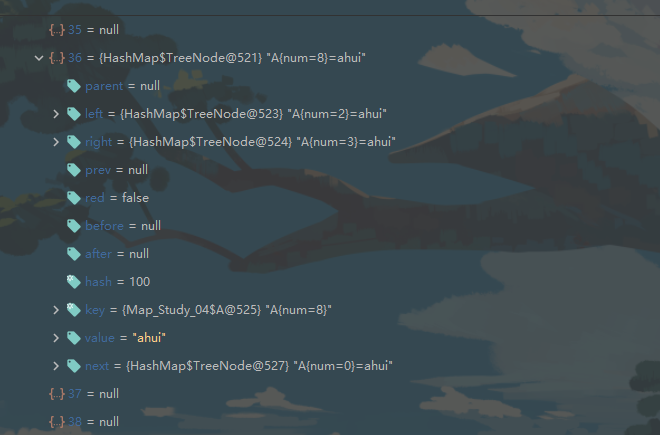 {..} 35 = null
{..} 36 = {HashMap$TreeNode@521} "A{num=8}=ahui"
parent = null
left = {HashMap$TreeNode@523} "A{num=2}=ahui"
right = {HashMap$TreeNode@524} "A{num=3}=ahui"
prev = null
red = false
before = null
after = null
hash = 100
key = {Map_Study_04$A@525} "A{num=8}"
value = "ahui"
next = {HashMap$TreeNode@527} "A{num=0}=ahui"
{..} 37 = null
{..} 38 = null